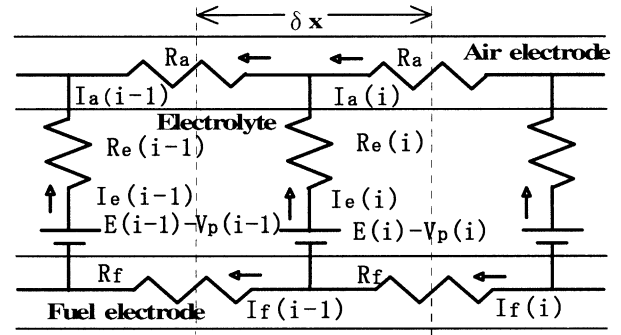 δ x
Ra Ra Air electrode
Ia(i−1) Ia(i)
Electrolyte
Re(i−1) Re(i)
Ie(i−1) Ie(i)
E(i−1)−Vp(i−1) E(i)−Vp(i)
Rf Rf
Fuel electrode If(i−1) If(i)